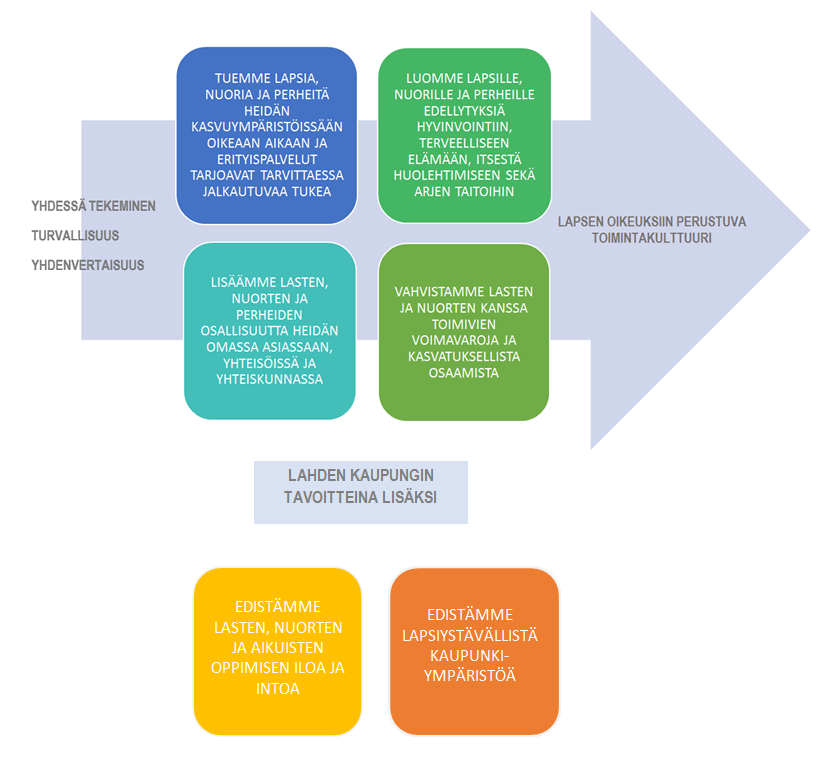 YHDESSÄ TEKEMINEN
TURVALLISUUS
YHDENVERTAISUUS
TUEMME LAPSIA,
NUORIA JA PERHEITÄ
HEIDÄN
KASVUYMPÄRISTÖISSÄÄN
OIKEAAN AIKAAN JA
ERITYISPALVELUT
TARJOAVAT TARVITTAESSA
JALKAUTUVAA TUKEA
LUOMME LAPSILLE,
NUORILLE JA PERHEILLE
EDELLYTYKSIÄ
HYVINVOINTIIN,
TERVEELLISEEN
ELÄMÄÄN, ITSESTÄ
HUOLEHTIMISEEN SEKÄ
ARJEN TAITOIHIN
LISÄÄMME LASTEN,
NUORTEN JA
PERHEIDEN
OSALLISUUTTA HEIDÄN
OMASSA ASIASSAAN,
YHTEISÖISSÄ JA
YHTEISKUNNASSA
VAHVISTAMME LASTEN
JA NUORTEN KANSSA
TOIMIVIEN
VOIMAVAROJA JA
KASVATUKSELLISTA
OSAAMISTA
LAPSEN OIKEUKSIIN PERUSTUVA
TOIMINTAKULTTUURI
LAHDEN KAUPUNGIN
TAVOITTEINA LISÄKSI
EDISTÄMME
LASTEN, NUORTEN
JA AIKUISTEN
OPPIMISEN ILOA JA
INTOA
EDISTÄMME
LAPSIYSTÄVÄLLISTÄ
KAUPUNKI-
YMPÄRISTÖÄ